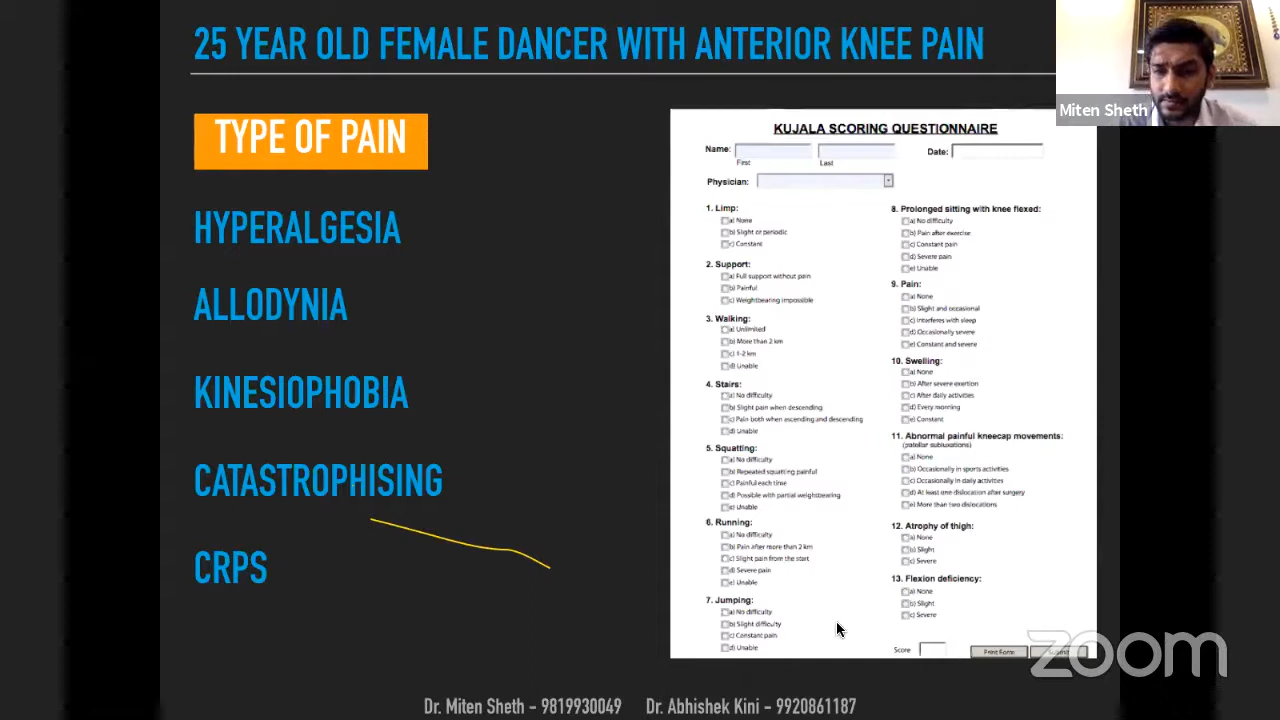 25 YEAR OLD FEMALE DANCER WITH ANTERIOR KNEE PAIN
Miten Sheth
TYPE OF PAIN
HYPERALGESIA
ALLODYNIA
KINESIOPHOBIA
CATASTROPHISING
CRPS
KUJALA SCORING QUESTIONNAIRE
Name:
First
Last
Date:
Physician:
1. Limp:
a) None
b) Slight or periodic
c) Constant
2. Support:
a) Full support without pain
b) Painful
c) Weightbearing impossible
3. Walking:
a) Unlimited
b) More than 2 km
c) 1-2 km
d) Unable
4. Stairs:
a) No difficulty
b) Slight pain when descending
c) Pain both when ascending and descending
d) Unable
5. Squatting:
a) No difficulty
b) Repeated squatting painful
c) Painful each time
d) Possible with partial weightbearing
e) Unable
6. Running:
a) No difficulty
b) Pain after more than 2 km
c) Slight pain from the start
d) Severe pain
e) Unable
7. Jumping:
a) No difficulty
b) Slight difficulty
c) Constant pain
d) Unable
8. Prolonged sitting with knee flexed:
a) No difficulty
b) Pain after exercise
c) Constant pain
d) Severe pain
e) Unable
9. Pain:
a) None
b) Slight and occasional
c) Interferes with sleep
d) Occasionally severe
e) Constant and severe
10. Swelling:
a) None
b) After severe exertion
c) After daily activities
d) Every morning
e) Constant
11. Abnormal painful kneecap movements:
(patellar subluxations)
a) None
b) Occasionally in sports activities
c) Occasionally in daily activities
d) At least one dislocation after surgery
e) More than two dislocations
12. Atrophy of thigh:
a) None
b) Slight
c) Severe
13. Flexion deficiency:
a) None
b) Slight
c) Severe
Score
Print Form
zoom
Dr. Miten Sheth - 9819930049 Dr. Abhishek Kini - 9920861187